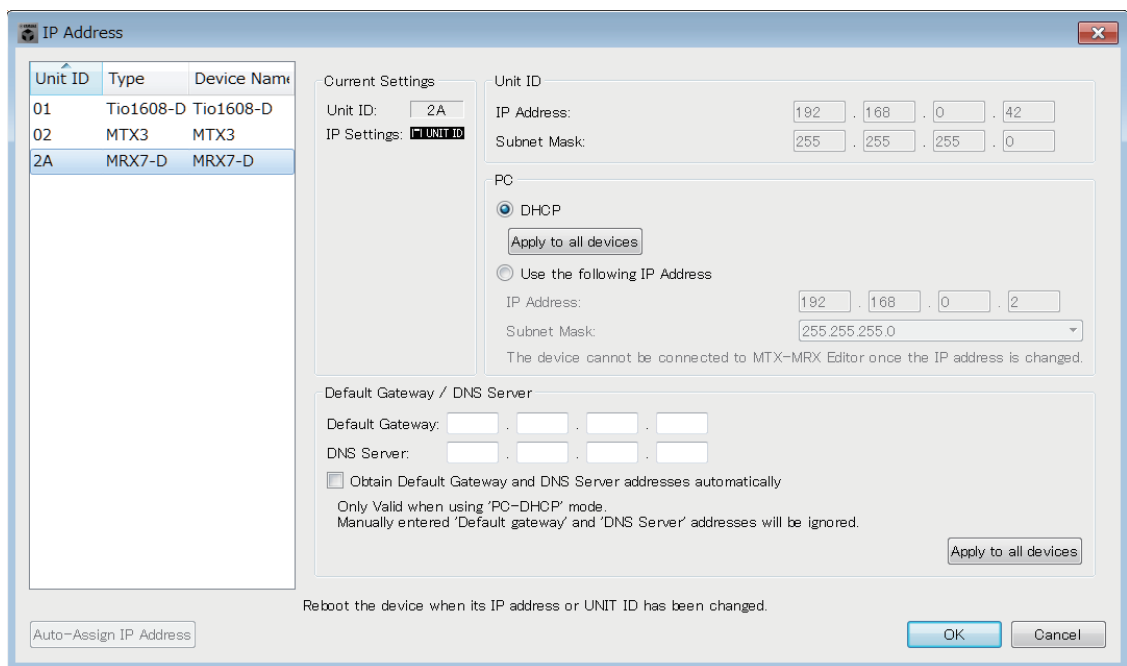 IP Address
Unit ID Type Device Name
01 Tio1608-D Tio1608-D
02 MTX3 MTX3
2A MRX7-D MRX7-D
Current Settings
Unit ID: 2A
IP Settings: UNIT ID
Unit ID
IP Address: 192 . 168 . 0 . 42
Subnet Mask: 255 . 255 . 255 . 0
PC
DHCP
Apply to all devices
Use the following IP Address
IP Address: 192 . 168 . 0 . 2
Subnet Mask: 255.255.255.0
The device cannot be connected to MTX-MRX Editor once the IP address is changed.
Default Gateway / DNS Server
Default Gateway: . . .
DNS Server: . . .
Obtain Default Gateway and DNS Server addresses automatically
Only Valid when using 'PC-DHCP' mode.
Manually entered 'Default gateway' and 'DNS Server' addresses will be ignored.
Apply to all devices
Reboot the device when its IP address or UNIT ID has been changed.
Auto-Assign IP Address
OK Cancel